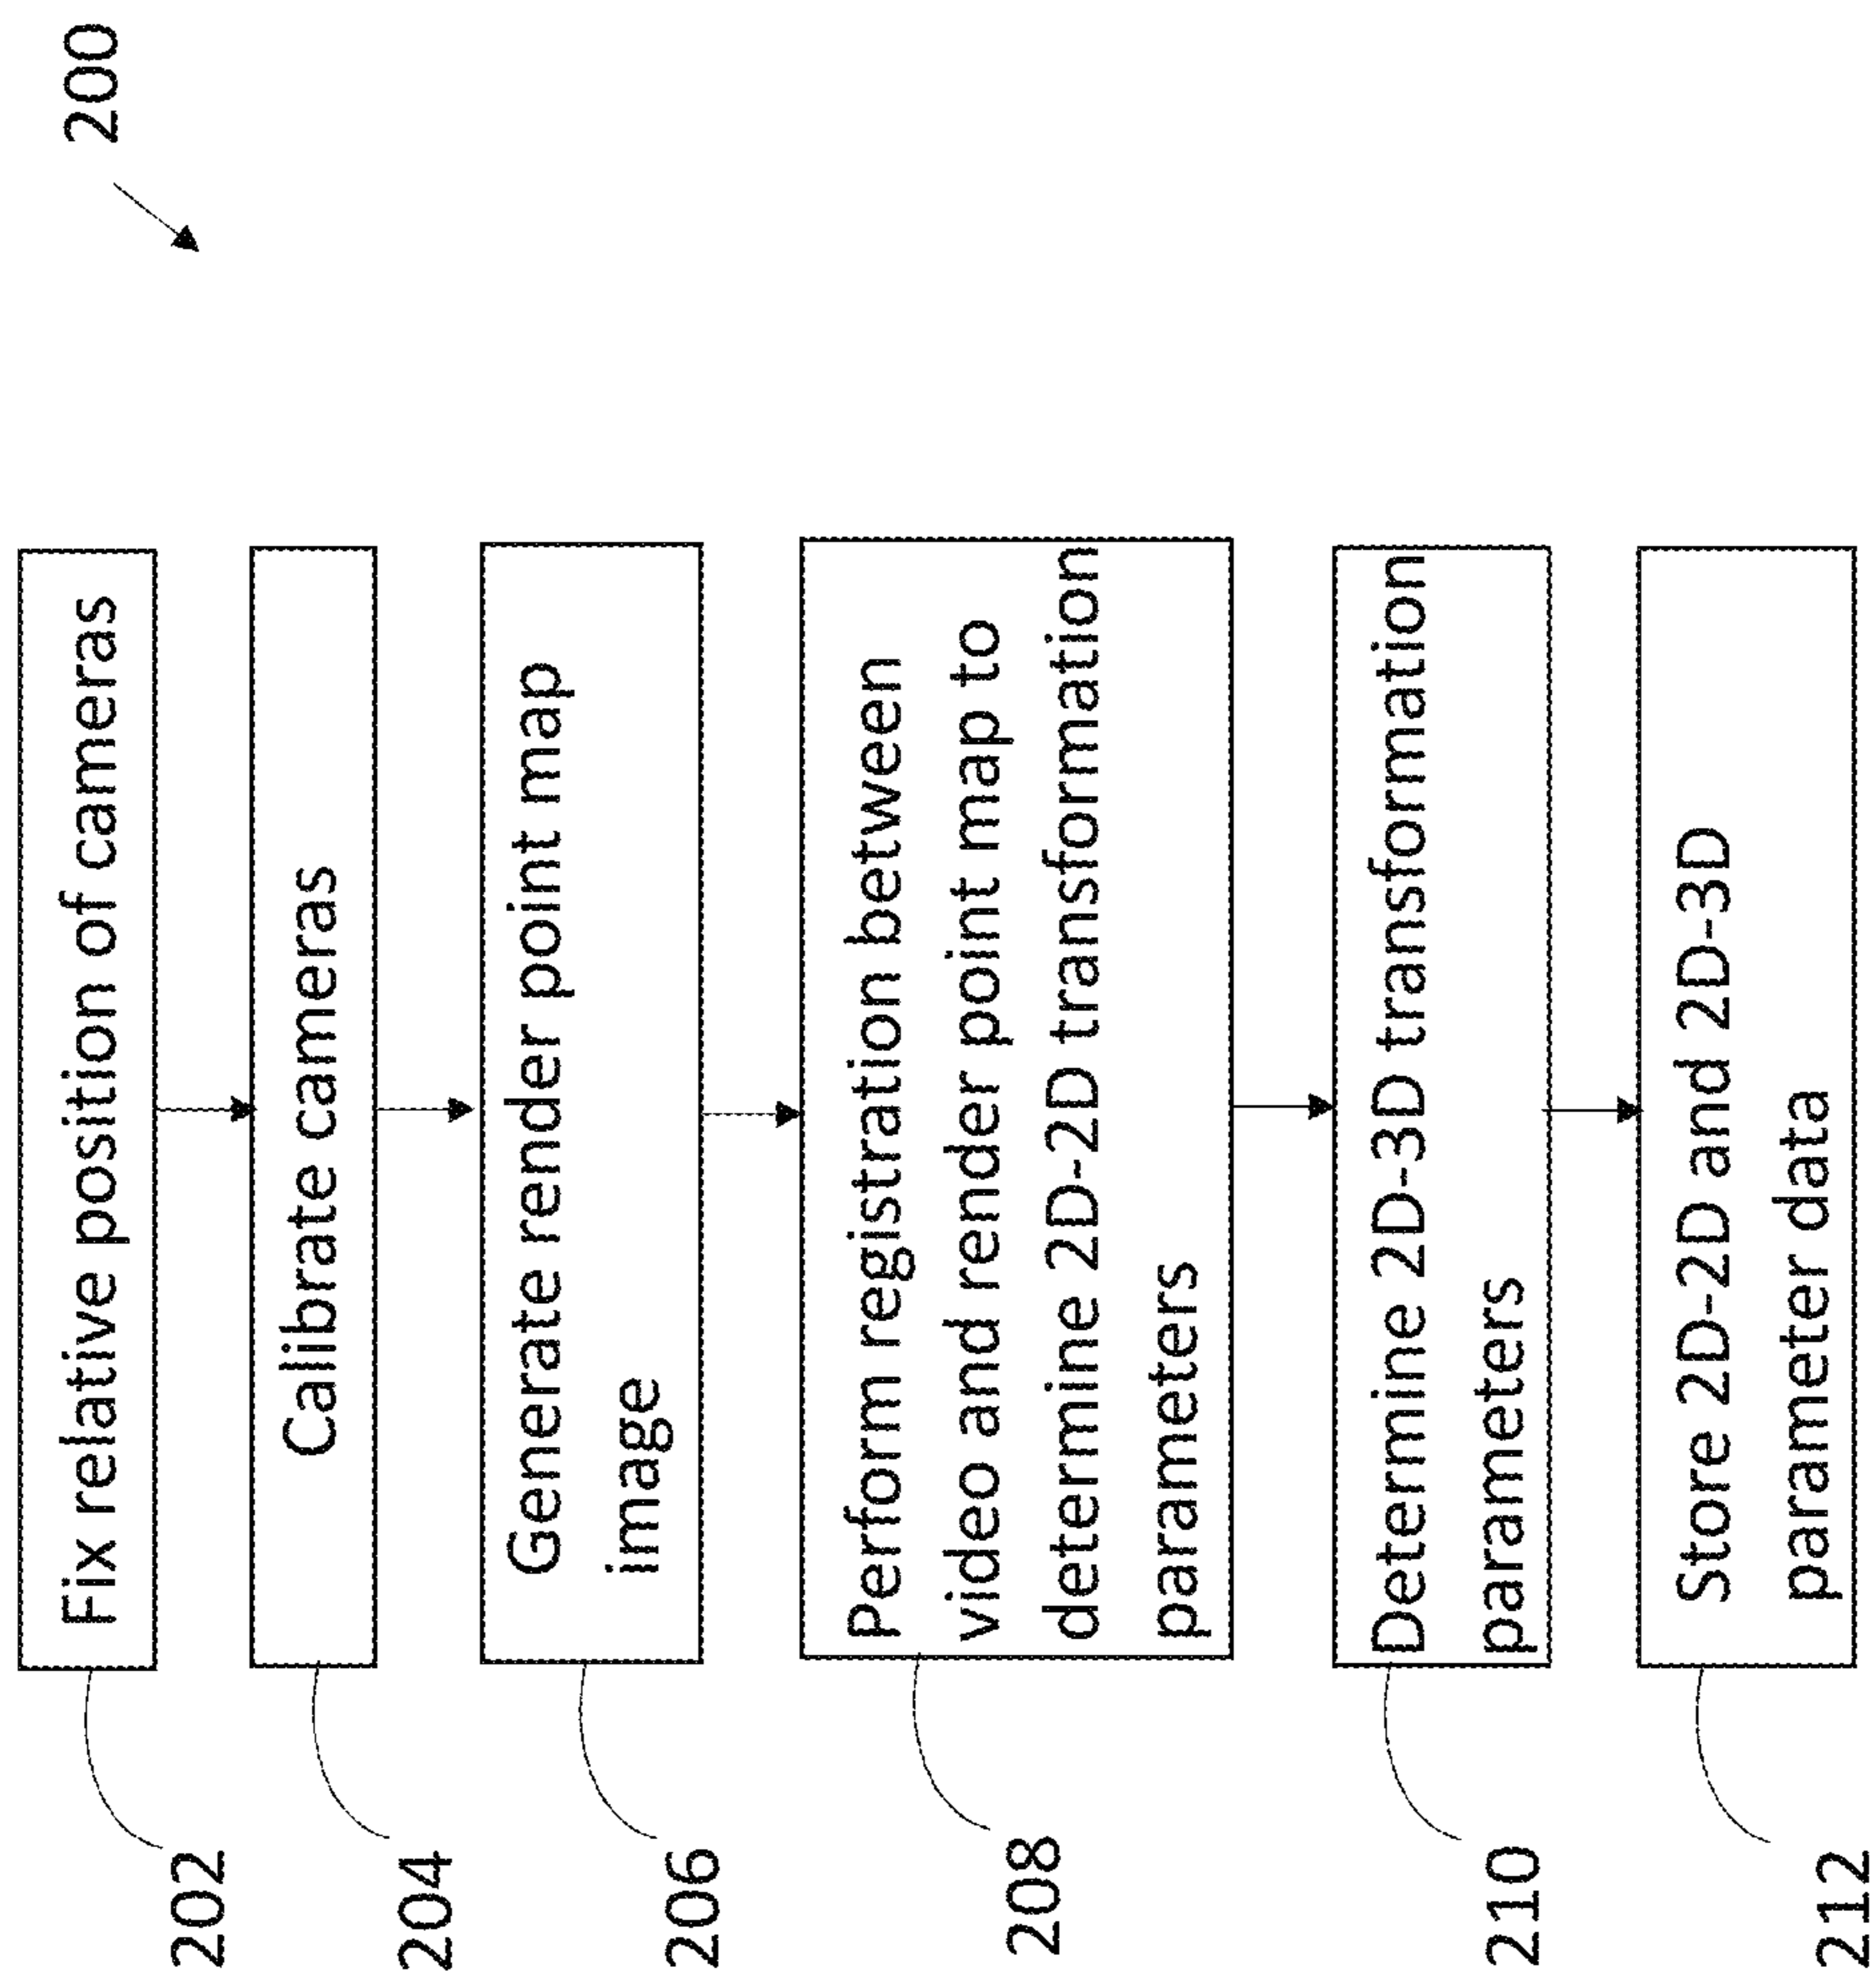 200
202
Fix relative position of cameras
204
Calibrate cameras
206
Generate render point map
image
208
Perform registration between
video and render point map to
determine 2D-2D transformation
parameters
210
Determine 2D-3D transformation
parameters
212
Store 2D-2D and 2D-3D
parameter data